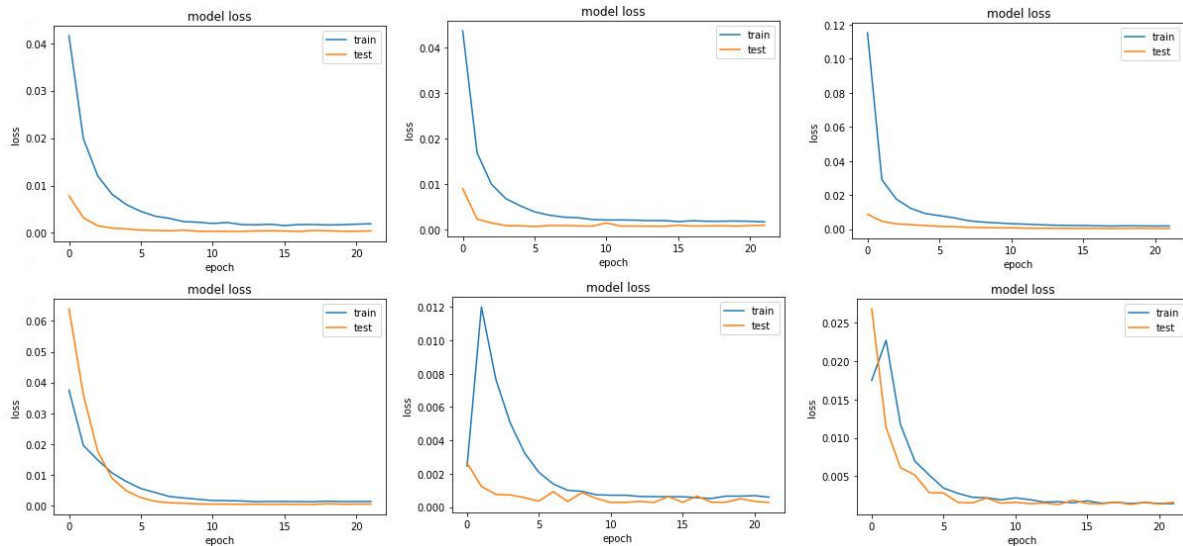 model loss
train
test
0.04
0.03
0.02
0.01
0.00
loss
0
5
10
15
20
epoch
model loss
train
test
0.04
0.03
0.02
0.01
0.00
loss
0
5
10
15
20
epoch
model loss
train
test
0.12
0.10
0.08
0.06
0.04
0.02
0.00
loss
0
5
10
15
20
epoch
model loss
train
test
0.06
0.05
0.04
0.03
0.02
0.01
0.00
loss
0
5
10
15
20
epoch
model loss
train
test
0.012
0.010
0.008
0.006
0.004
0.002
0.000
loss
0
5
10
15
20
epoch
model loss
train
test
0.025
0.020
0.015
0.010
0.005
loss
0
5
10
15
20
epoch